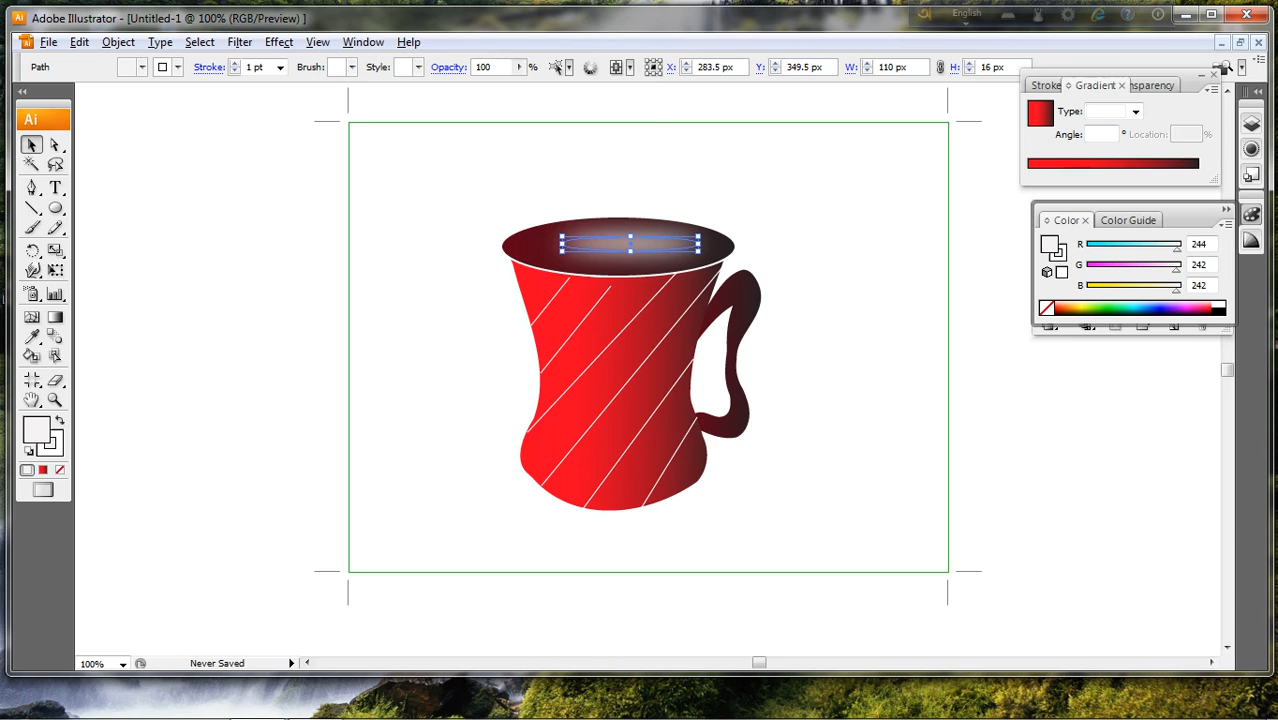 Adobe Illustrator - [Untitled-1 @ 100% (RGB/Preview) ]
English
File Edit Object Type Select Filter Effect View Window Help
Path Stroke: 1 pt Brush: Style: Opacity: 100 % X: 283.5 px Y: 349.5 px W: 110 px H: 16 px
Stroke Gradient nsparency
Type:
Angle: ° Location: %
Color Color Guide
R 244
G 242
B 242
Ai
T
100% Never Saved